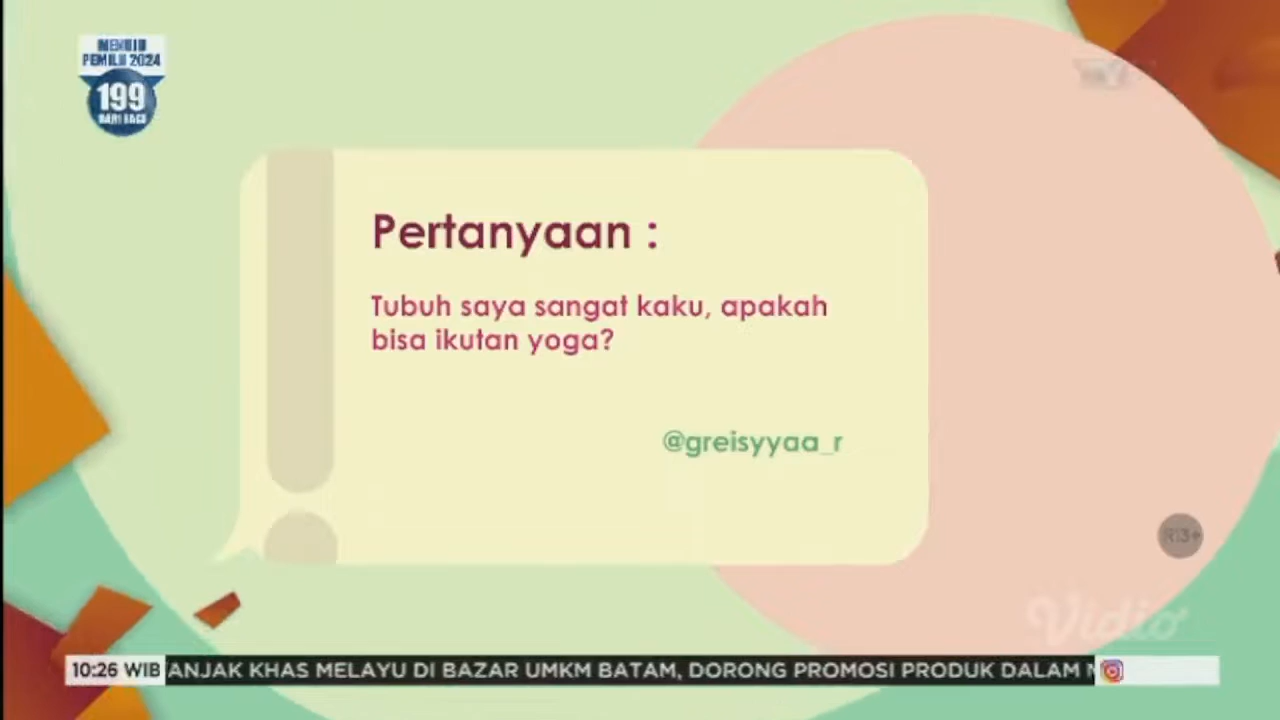 MENUJU
PEMILU 2024
199
HARI LAGI
Pertanyaan :
Tubuh saya sangat kaku, apakah
bisa ikutan yoga?
@greisyyaa_r
R13+
Vidio
10:26 WIB ANJAK KHAS MELAYU DI BAZAR UMKM BATAM, DORONG PROMOSI PRODUK DALAM